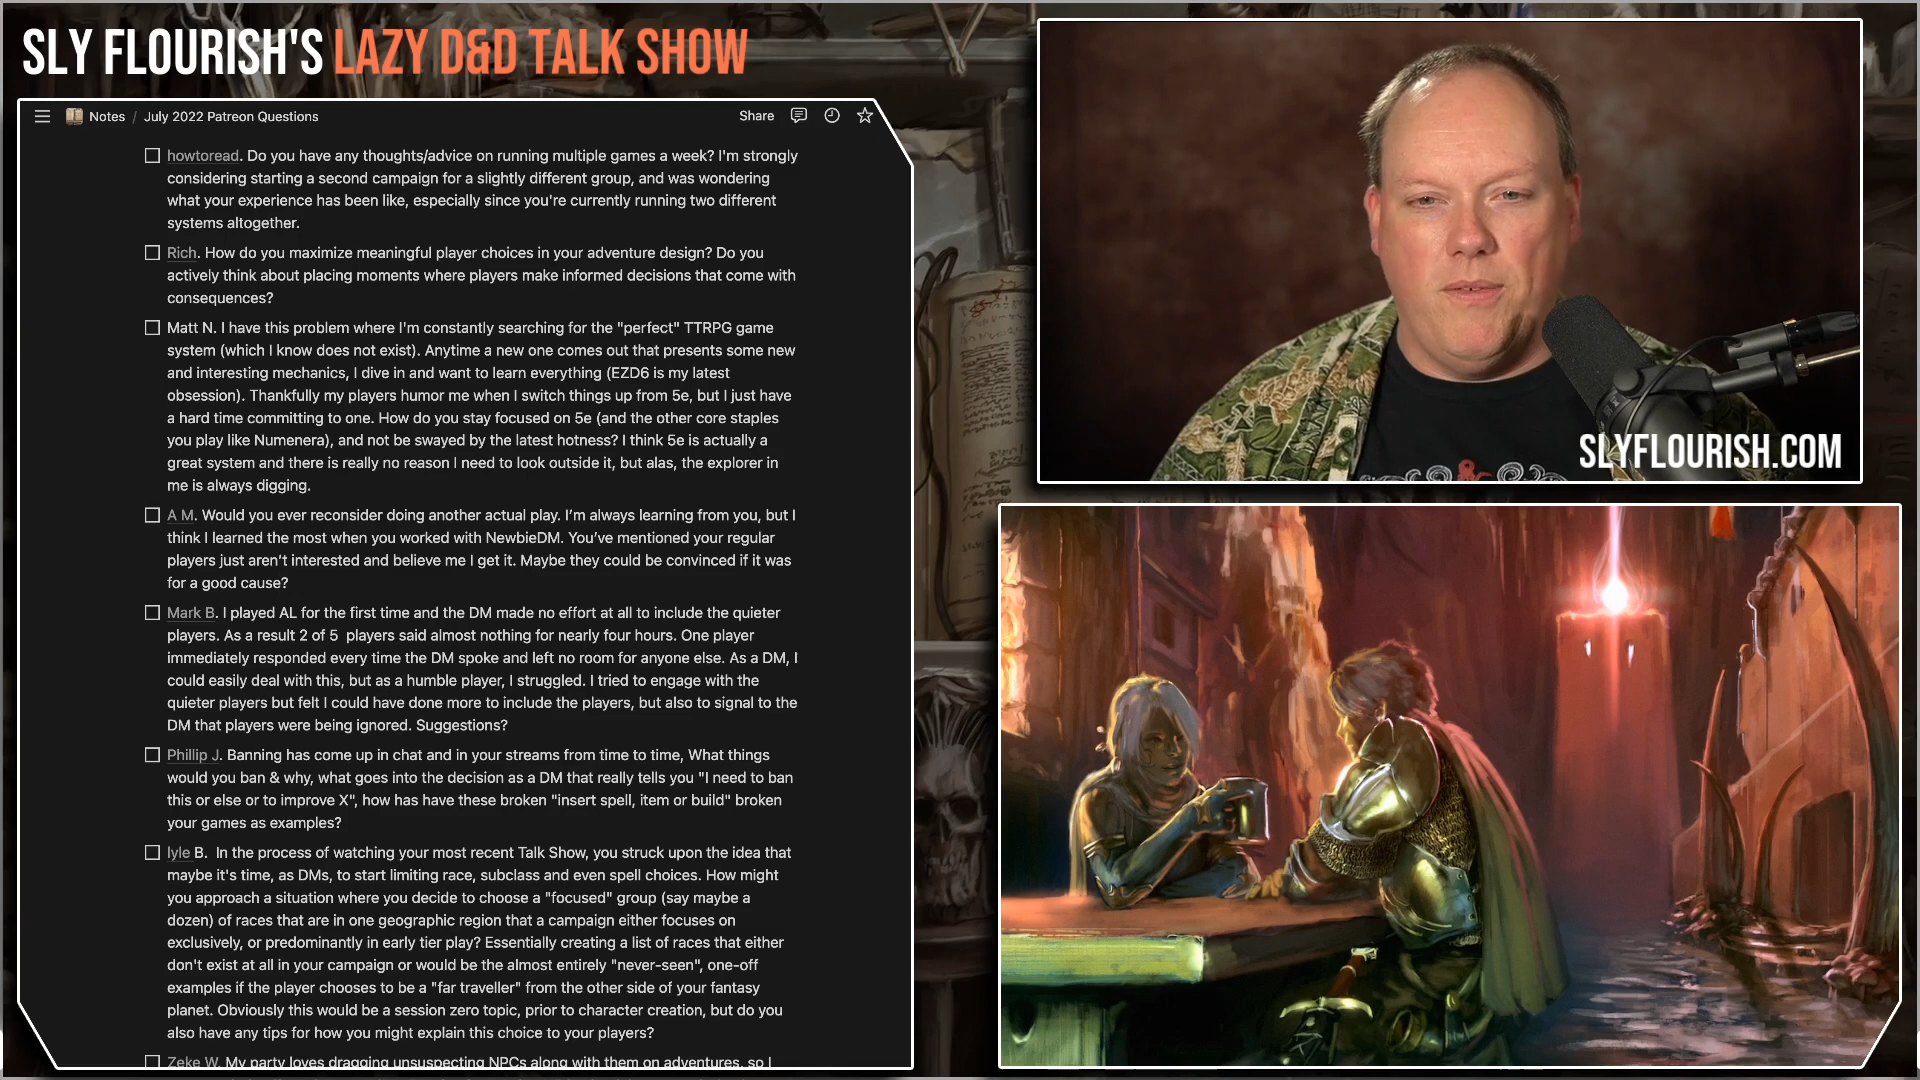 SLY FLOURISH'S LAZY D&D TALK SHOW
Notes / July 2022 Patreon Questions
Share
howtoread. Do you have any thoughts/advice on running multiple games a week? I'm strongly
considering starting a second campaign for a slightly different group, and was wondering
what your experience has been like, especially since you're currently running two different
systems altogether.
Rich. How do you maximize meaningful player choices in your adventure design? Do you
actively think about placing moments where players make informed decisions that come with
consequences?
Matt N. I have this problem where I'm constantly searching for the "perfect" TTRPG game
system (which I know does not exist). Anytime a new one comes out that presents some new
and interesting mechanics, I dive in and want to learn everything (EZD6 is my latest
obsession). Thankfully my players humor me when I switch things up from 5e, but I just have
a hard time committing to one. How do you stay focused on 5e (and the other core staples
you play like Numenera), and not be swayed by the latest hotness? I think 5e is actually a
great system and there is really no reason I need to look outside it, but alas, the explorer in
me is always digging.
A M. Would you ever reconsider doing another actual play. I'm always learning from you, but I
think I learned the most when you worked with NewbieDM. You've mentioned your regular
players just aren't interested and believe me I get it. Maybe they could be convinced if it was
for a good cause?
Mark B. I played AL for the first time and the DM made no effort at all to include the quieter
players. As a result 2 of 5  players said almost nothing for nearly four hours. One player
immediately responded every time the DM spoke and left no room for anyone else. As a DM, I
could easily deal with this, but as a humble player, I struggled. I tried to engage with the
quieter players but felt I could have done more to include the players, but also to signal to the
DM that players were being ignored. Suggestions?
Phillip J. Banning has come up in chat and in your streams from time to time, What things
would you ban & why, what goes into the decision as a DM that really tells you "I need to ban
this or else or to improve X", how has have these broken "insert spell, item or build" broken
your games as examples?
lyle B.  In the process of watching your most recent Talk Show, you struck upon the idea that
maybe it's time, as DMs, to start limiting race, subclass and even spell choices. How might
you approach a situation where you decide to choose a "focused" group (say maybe a
dozen) of races that are in one geographic region that a campaign either focuses on
exclusively, or predominantly in early tier play? Essentially creating a list of races that either
don't exist at all in your campaign or would be the almost entirely "never-seen", one-off
examples if the player chooses to be a "far traveller" from the other side of your fantasy
planet. Obviously this would be a session zero topic, prior to character creation, but do you
also have any tips for how you might explain this choice to your players?
Zeke W. My party loves dragging unsuspecting NPCs along with them on adventures, so I
SLYFLOURISH.COM